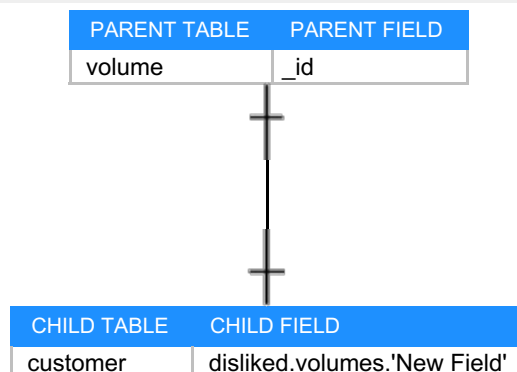 PARENT TABLE PARENT FIELD
volume _id
CHILD TABLE CHILD FIELD
customer disliked.volumes.'New Field'